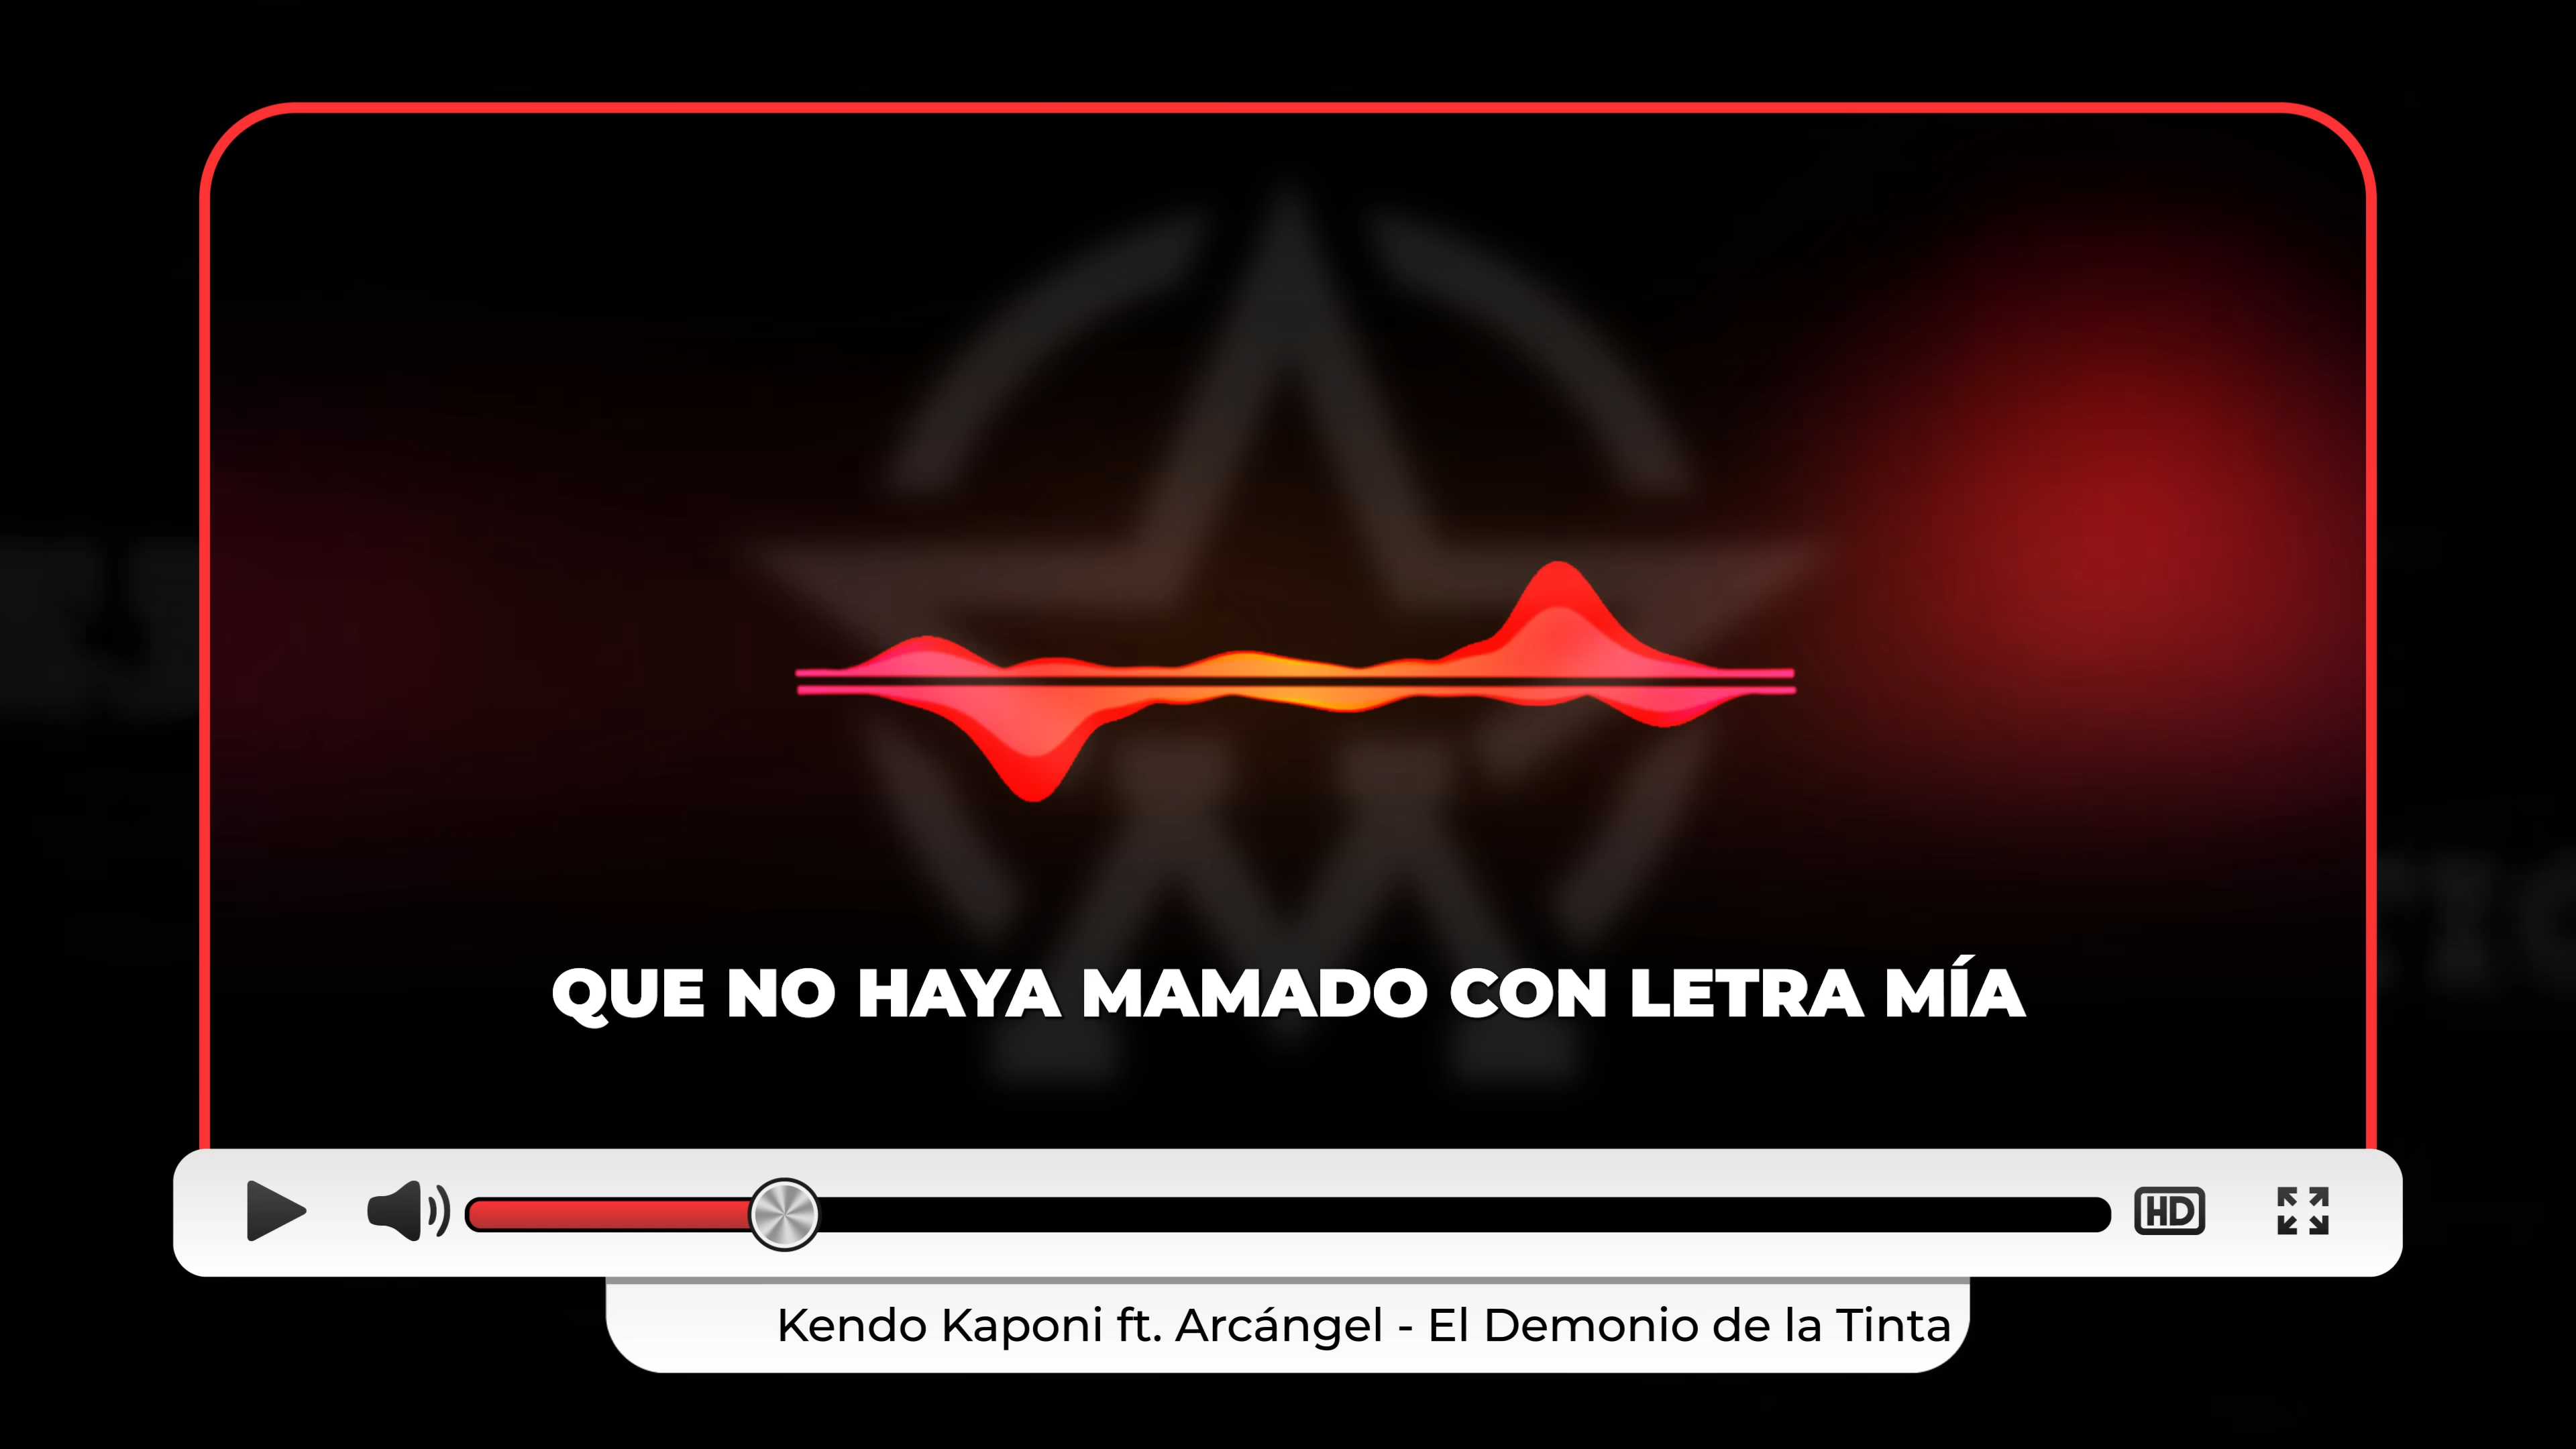 QUE NO HAYA MAMADO CON LETRA MÍA
HD
Kendo Kaponi ft. Arcángel - El Demonio de la Tinta